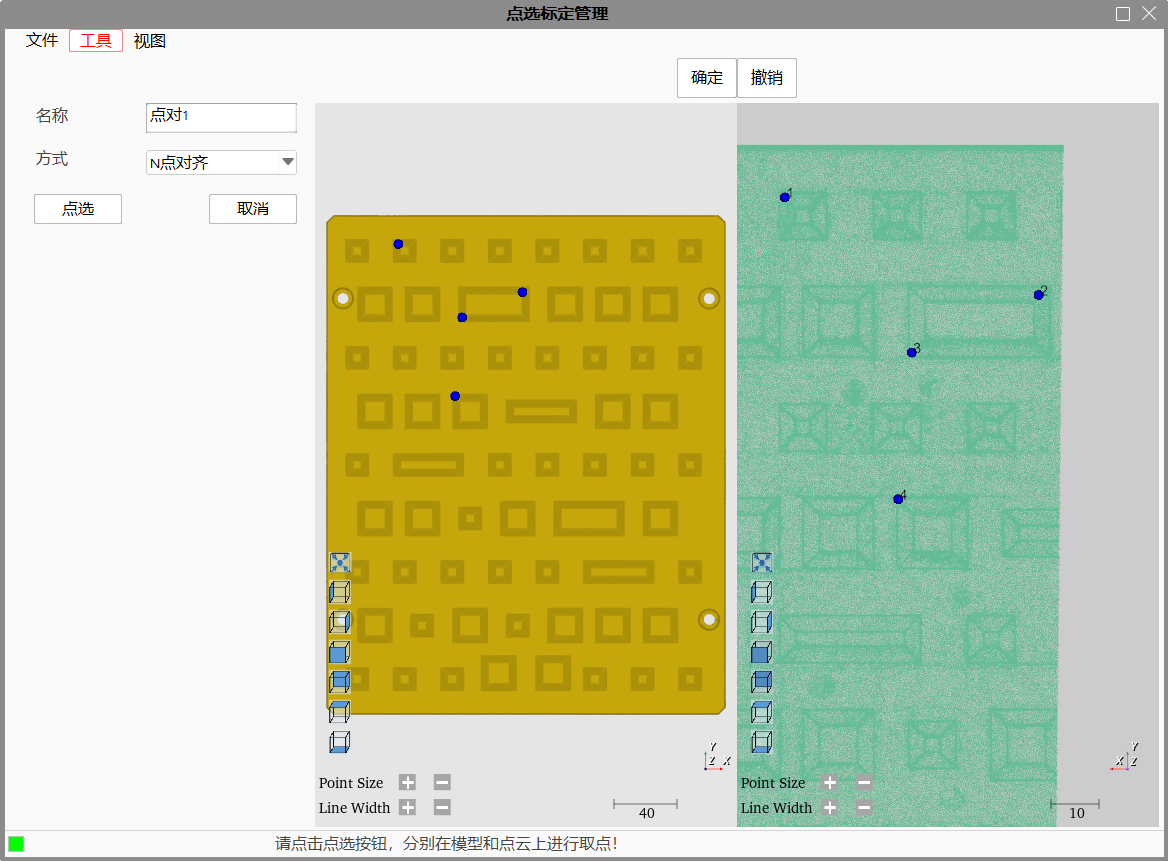 点选标定管理
文件 工具 视图
确定 撤销
名称 点对1
方式 N点对齐
点选 取消
1
2
3
4
Y
Z X
Y
X Z
Point Size
Line Width
40
Point Size
Line Width
10
请点击点选按钮，分别在模型和点云上进行取点！